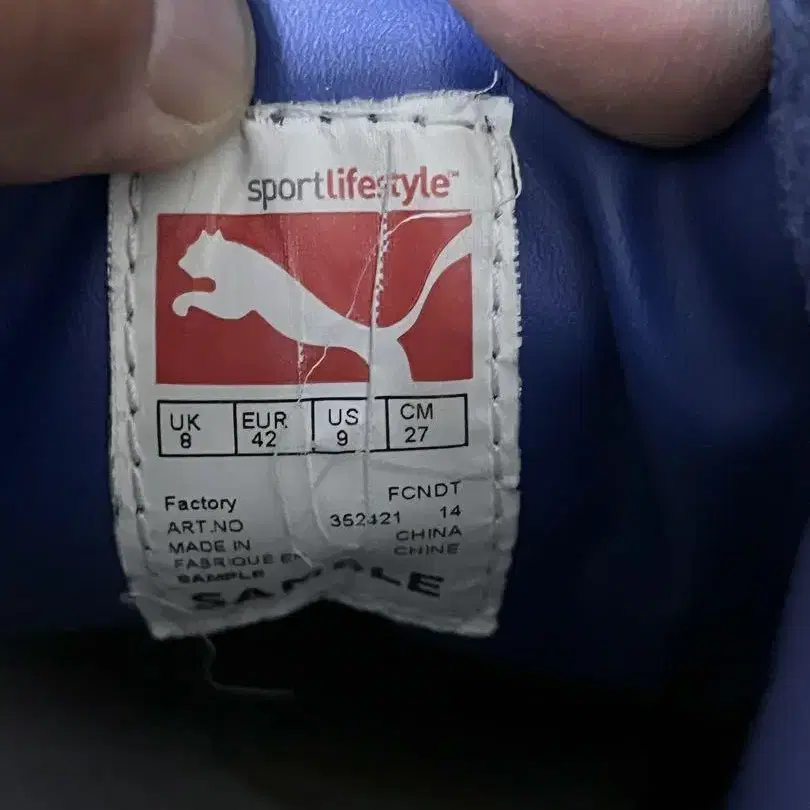 sportlifestyle™
UK EUR US CM
8 42 9 27
Factory FCNDT
ART.NO 352421 14
MADE IN CHINA
FABRIQUE EN CHINE
SAMPLE
SAMPLE